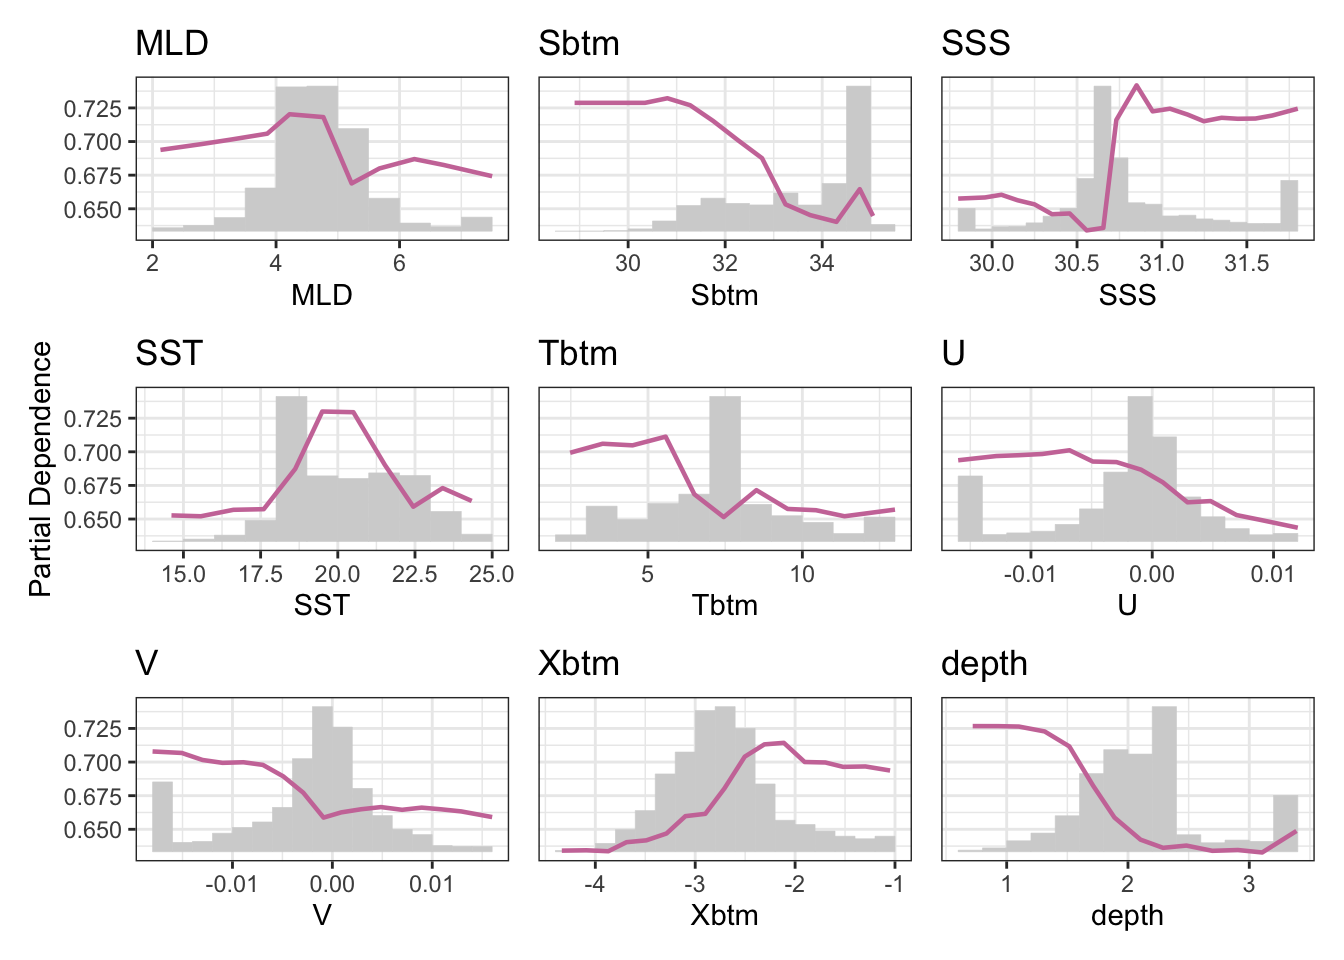 MLD Sbtm SSS
0.725
0.700
0.675
0.650
2 4 6 30 32 34 30.0 30.5 31.0 31.5
MLD Sbtm SSS
Partial Dependence
SST Tbtm U
0.725
0.700
0.675
0.650
15.0 17.5 20.0 22.5 25.0 5 10 -0.01 0.00 0.01
SST Tbtm U
V Xbtm depth
0.725
0.700
0.675
0.650
-0.01 0.00 0.01 -4 -3 -2 -1 1 2 3
V Xbtm depth